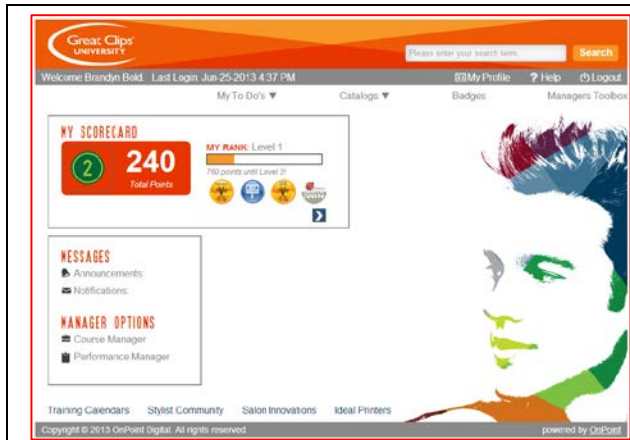 Great Clips
UNIVERSITY
Please enter your search term
Search
Welcome Brandyn Bold. Last Login: Jun-25-2013 4:37 PM
My Profile
? Help
Logout
My To Do's ▼
Catalogs ▼
Badges
Managers Toolbox
MY SCORECARD
2
240
Total Points
MY RANK: Level 1
760 points until Level 2!
MESSAGES
Announcements:
Notifications:
MANAGER OPTIONS
Course Manager
Performance Manager
Training Calendars
Stylist Community
Salon Innovations
Ideal Printers
Copyright © 2013 OnPoint Digital. All rights reserved.
powered by OnPoint